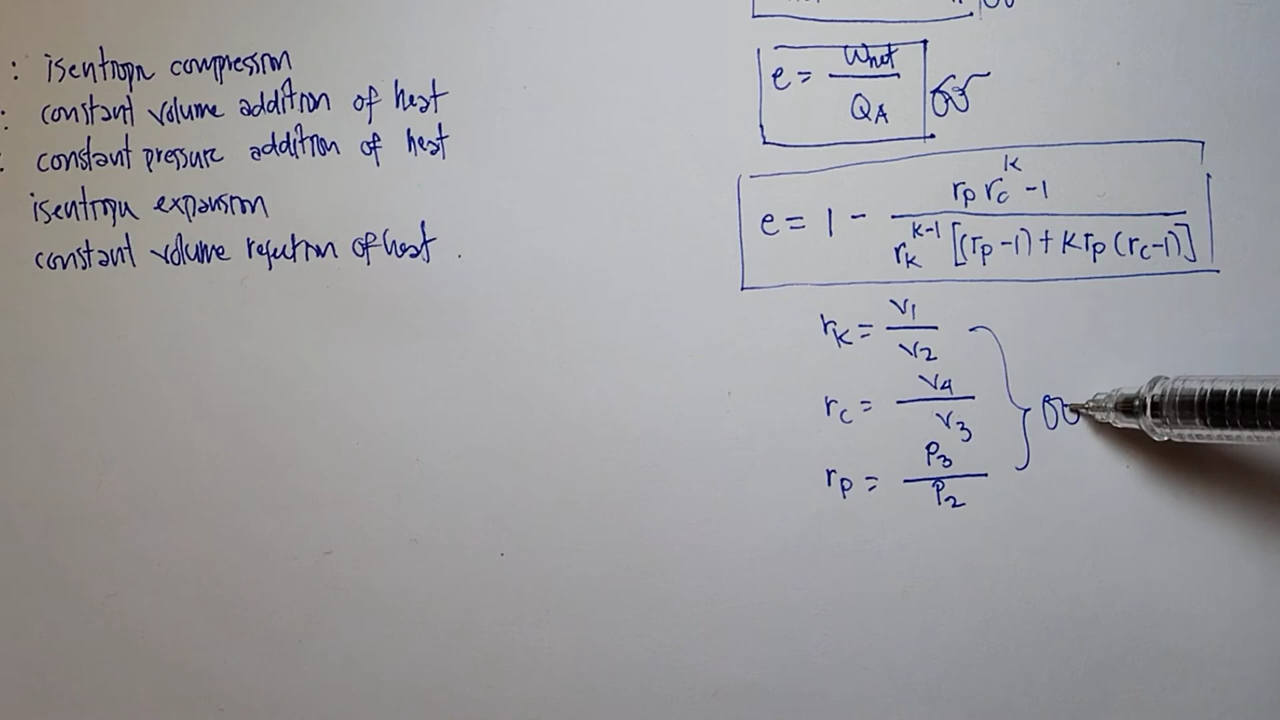 : isentropic compression
: constant volume addition of heat
: constant pressure addition of heat
isentropic expansion
constant volume rejection of heat .
e = Wnet / QA
e = 1 - (rp rc^k - 1) / (rk^(k-1) [(rp -1) + k rp (rc -1)])
rk = V1 / V2
rc = V4 / V3
rp = P3 / P2